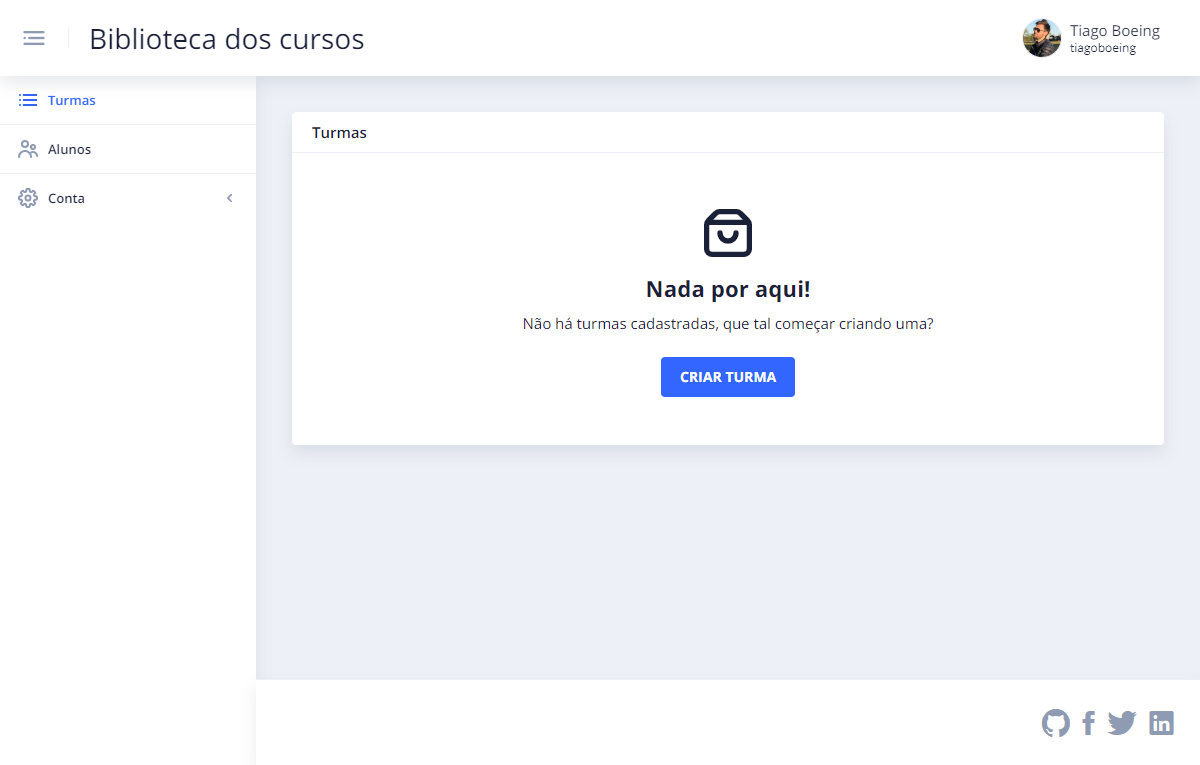 Biblioteca dos cursos
Tiago Boeing
tiagoboeing
Turmas
Alunos
Conta
Turmas
Nada por aqui!
Não há turmas cadastradas, que tal começar criando uma?
CRIAR TURMA